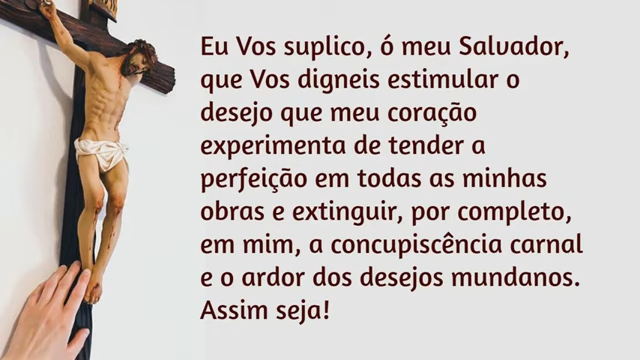 Eu Vos suplico, ó meu Salvador,
que Vos digneis estimular o
desejo que meu coração
experimenta de tender a
perfeição em todas as minhas
obras e extinguir, por completo,
em mim, a concupiscência carnal
e o ardor dos desejos mundanos.
Assim seja!